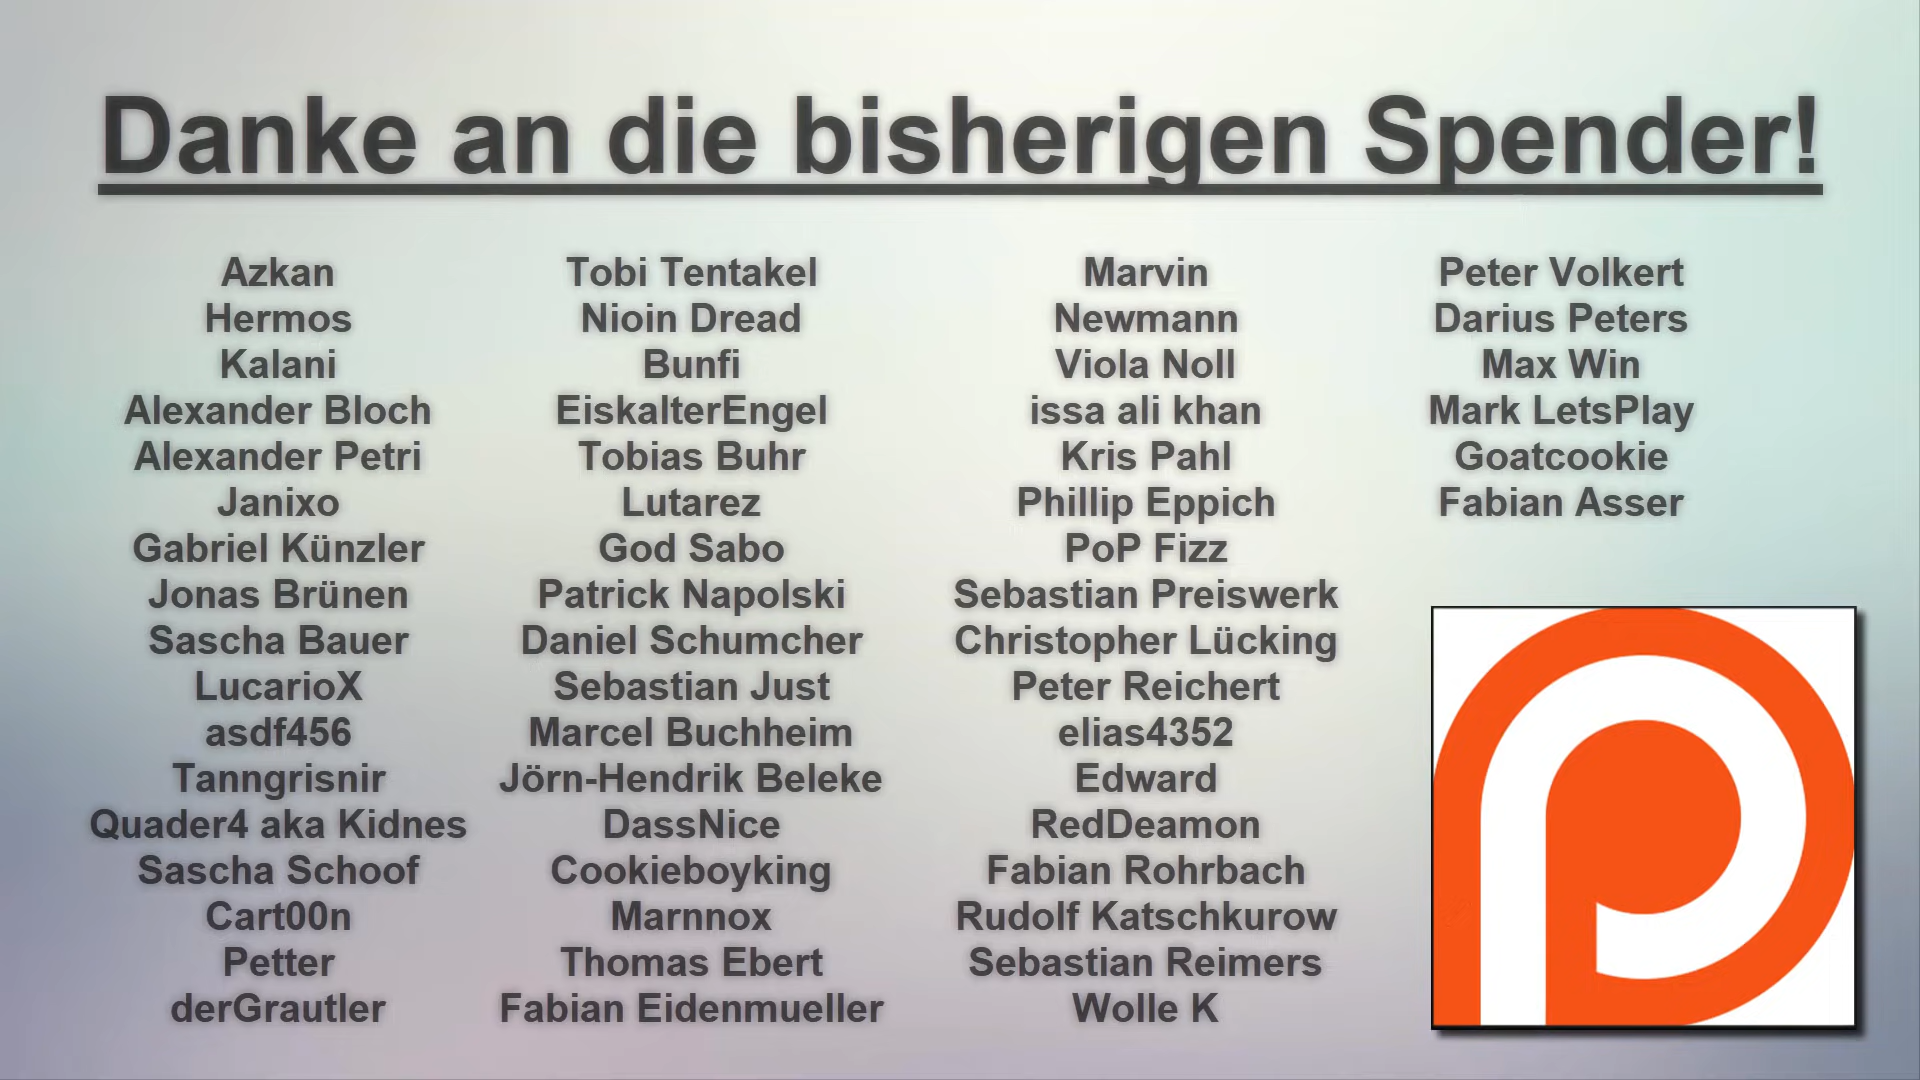 Danke an die bisherigen Spender!
Azkan
Hermos
Kalani
Alexander Bloch
Alexander Petri
Janixo
Gabriel Künzler
Jonas Brünen
Sascha Bauer
LucarioX
asdf456
Tanngrisnir
Quader4 aka Kidnes
Sascha Schoof
Cart00n
Petter
derGrautler
Tobi Tentakel
Nioin Dread
Bunfi
EiskalterEngel
Tobias Buhr
Lutarez
God Sabo
Patrick Napolski
Daniel Schumcher
Sebastian Just
Marcel Buchheim
Jörn-Hendrik Beleke
DassNice
Cookieboyking
Marnnox
Thomas Ebert
Fabian Eidenmueller
Marvin
Newmann
Viola Noll
issa ali khan
Kris Pahl
Phillip Eppich
PoP Fizz
Sebastian Preiswerk
Christopher Lücking
Peter Reichert
elias4352
Edward
RedDeamon
Fabian Rohrbach
Rudolf Katschkurow
Sebastian Reimers
Wolle K
Peter Volkert
Darius Peters
Max Win
Mark LetsPlay
Goatcookie
Fabian Asser